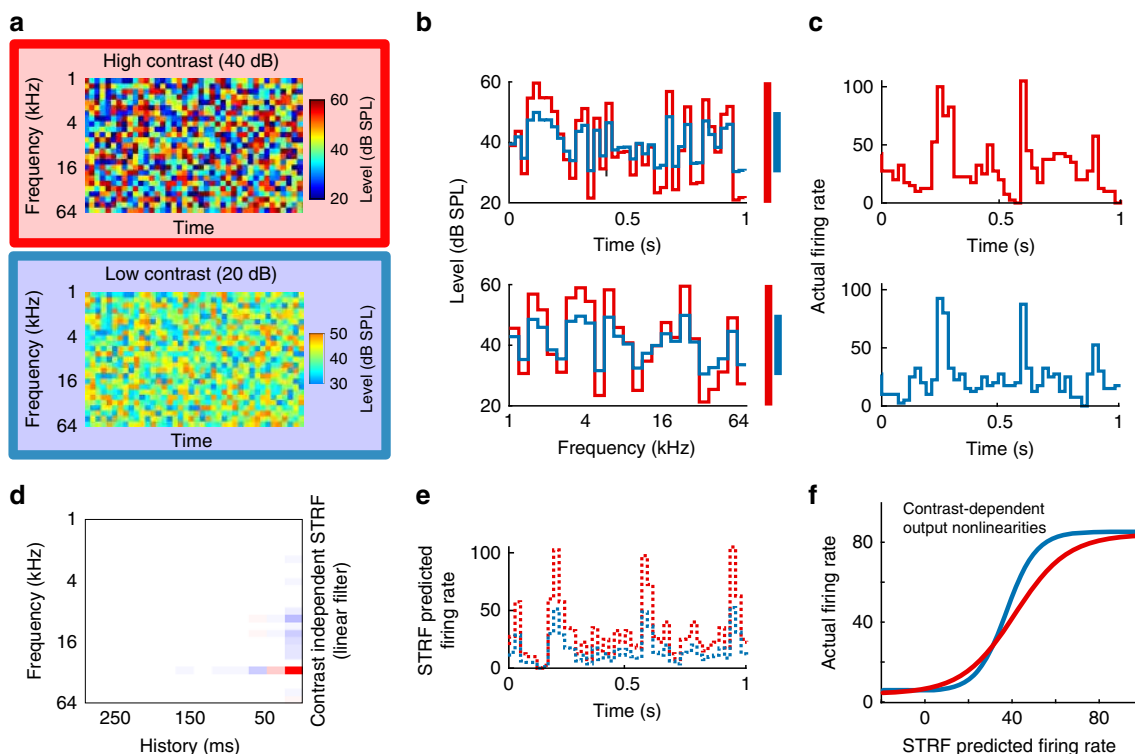 a
High contrast (40 dB)
1
4
16
64
Frequency (kHz)
Time
60
40
20
Level (dB SPL)
Low contrast (20 dB)
1
4
16
64
Frequency (kHz)
Time
50
40
30
Level (dB SPL)
b
60
40
20
0
0.5
1
Time (s)
Level (dB SPL)
60
40
20
1
4
16
64
Frequency (kHz)
c
100
50
0
0
0.5
1
Time (s)
Actual firing rate
100
50
0
0
0.5
1
Time (s)
d
1
4
16
64
Frequency (kHz)
250
150
50
History (ms)
Contrast independent STRF
(linear filter)
e
100
50
0
STRF predicted
firing rate
0
0.5
1
Time (s)
f
Contrast-dependent
output nonlinearities
80
40
0
Actual firing rate
0
40
80
STRF predicted firing rate